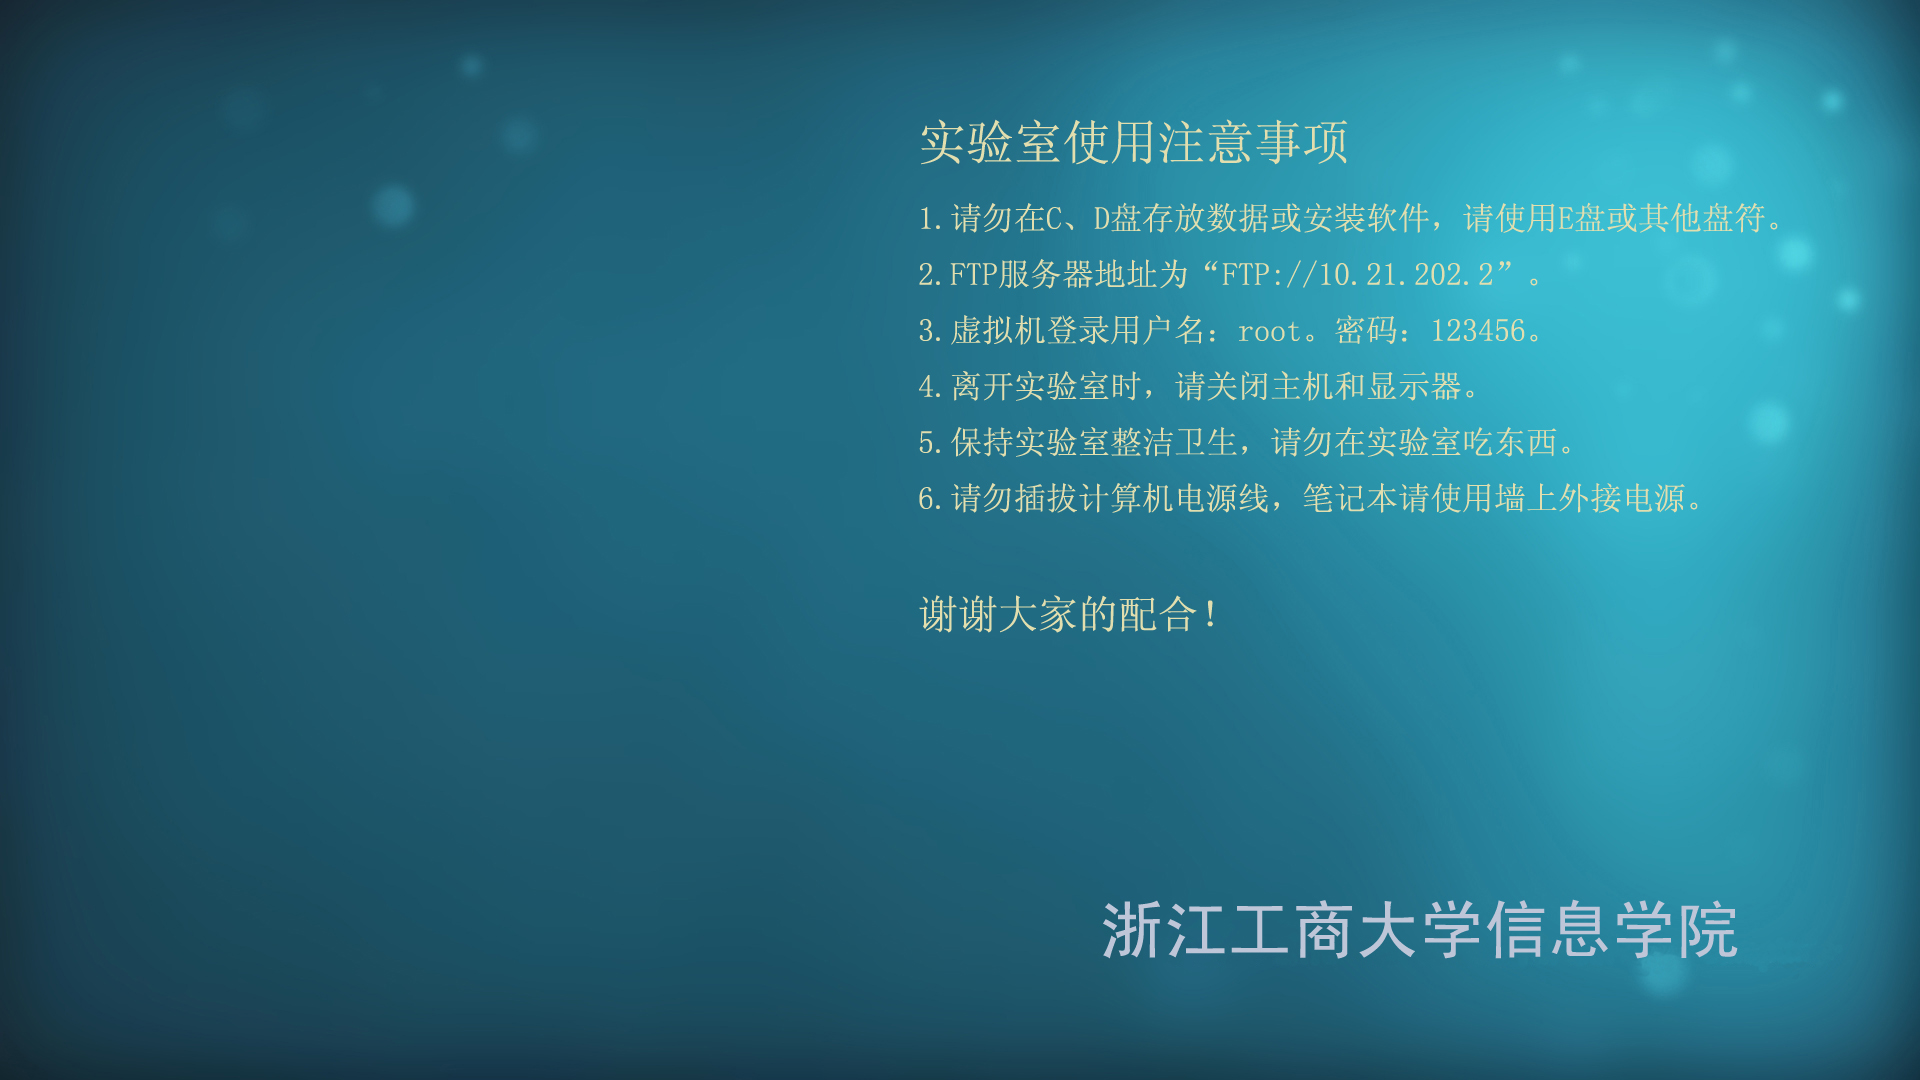 实验室使用注意事项
1.请勿在C、D盘存放数据或安装软件，请使用E盘或其他盘符。
2.FTP服务器地址为“FTP://10.21.202.2”。
3.虚拟机登录用户名：root。密码：123456。
4.离开实验室时，请关闭主机和显示器。
5.保持实验室整洁卫生，请勿在实验室吃东西。
6.请勿插拔计算机电源线，笔记本请使用墙上外接电源。
谢谢大家的配合！
浙江工商大学信息学院